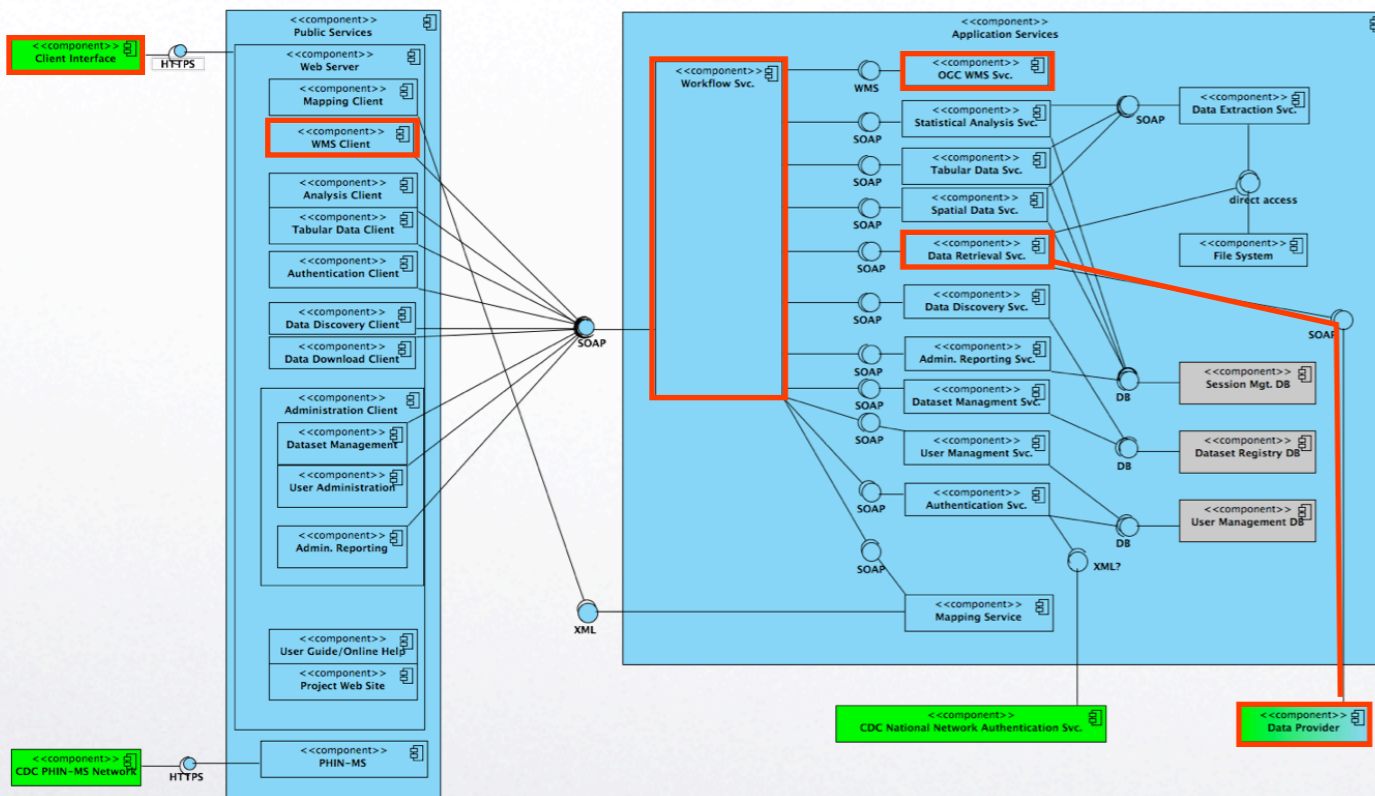 <<component>>
Client Interface
HTTPS
<<component>>
Public Services
<<component>>
Web Server
<<component>>
Mapping Client
<<component>>
WMS Client
<<component>>
Analysis Client
<<component>>
Tabular Data Client
<<component>>
Authentication Client
<<component>>
Data Discovery Client
<<component>>
Data Download Client
<<component>>
Administration Client
<<component>>
Dataset Management
<<component>>
User Administration
<<component>>
Admin. Reporting
<<component>>
User Guide/Online Help
<<component>>
Project Web Site
<<component>>
PHIN-MS
<<component>>
CDC PHIN-MS Network
HTTPS
SOAP
XML
<<component>>
Application Services
<<component>>
Workflow Svc.
WMS
SOAP
SOAP
SOAP
SOAP
SOAP
SOAP
SOAP
SOAP
SOAP
SOAP
<<component>>
OGC WMS Svc.
<<component>>
Statistical Analysis Svc.
<<component>>
Tabular Data Svc.
<<component>>
Spatial Data Svc.
<<component>>
Data Retrieval Svc.
<<component>>
Data Discovery Svc.
<<component>>
Admin. Reporting Svc.
<<component>>
Dataset Managment Svc.
<<component>>
User Managment Svc.
<<component>>
Authentication Svc.
<<component>>
Mapping Service
SOAP
<<component>>
Data Extraction Svc.
direct access
<<component>>
File System
SOAP
DB
<<component>>
Session Mgt. DB
DB
<<component>>
Dataset Registry DB
DB
<<component>>
User Management DB
XML?
<<component>>
CDC National Network Authentication Svc.
<<component>>
Data Provider